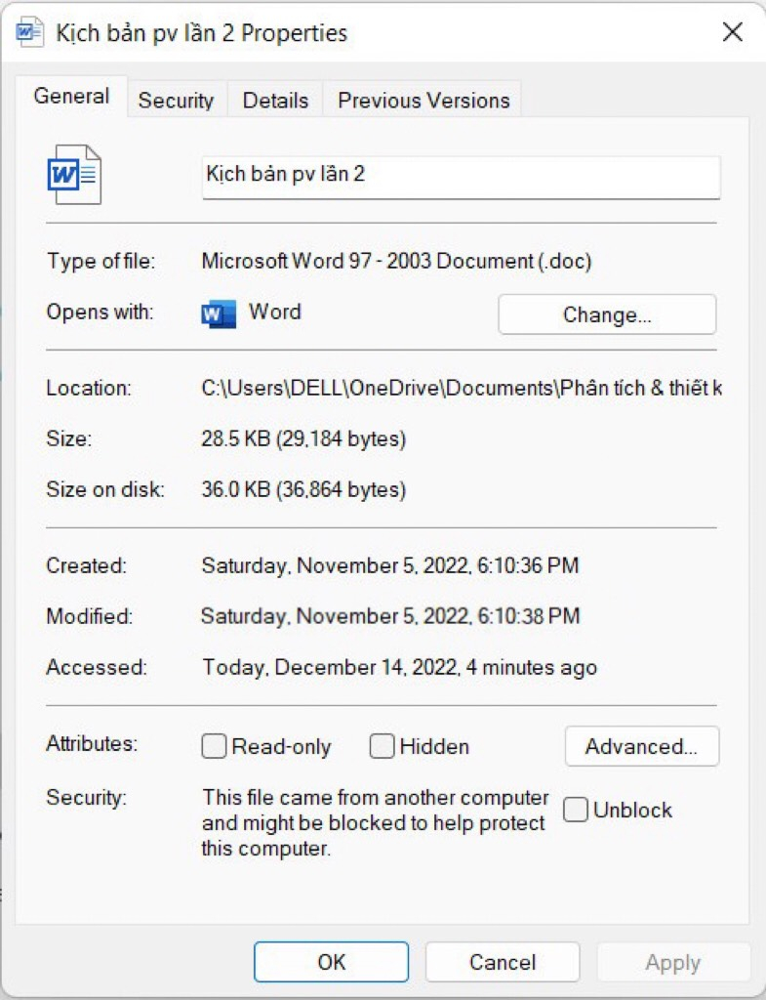 Kịch bản pv lần 2 Properties
General Security Details Previous Versions
Kịch bản pv lần 2
Type of file: Microsoft Word 97 - 2003 Document (.doc)
Opens with: Word Change...
Location: C:\Users\DELL\OneDrive\Documents\Phân tích & thiết k
Size: 28.5 KB (29,184 bytes)
Size on disk: 36.0 KB (36,864 bytes)
Created: Saturday, November 5, 2022, 6:10:36 PM
Modified: Saturday, November 5, 2022, 6:10:38 PM
Accessed: Today, December 14, 2022, 4 minutes ago
Attributes: Read-only Hidden Advanced...
Security: This file came from another computer
and might be blocked to help protect
this computer.
Unblock
OK Cancel Apply